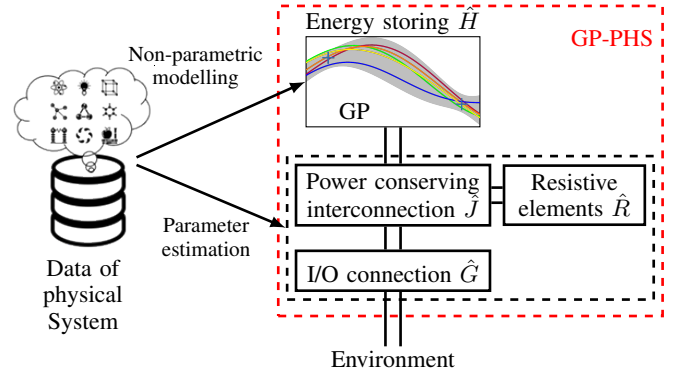 Energy storing Ĥ
GP-PHS
Non-parametric
modelling
GP
Power conserving
interconnection Ĵ
Resistive
elements R̂
Parameter
estimation
I/O connection Ĝ
Data of
physical
System
Environment